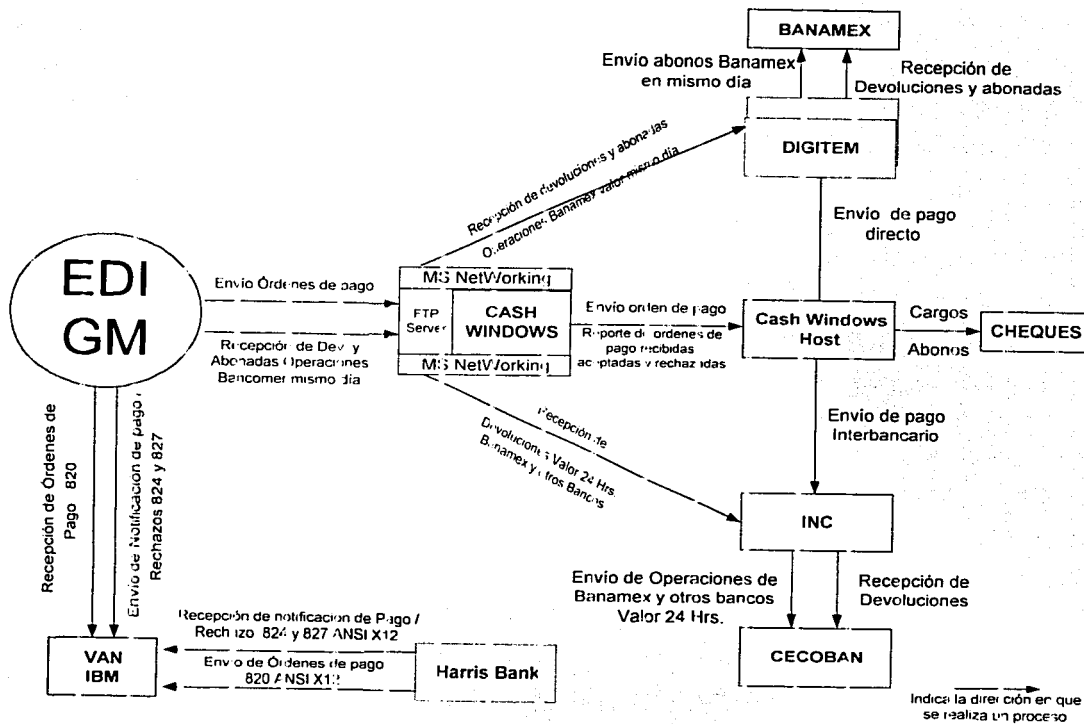 BANAMEX
Envío abonos Banamex
en mismo día
Recepción de
Devoluciones y abonadas
DIGITEM
Recepción de devoluciones y abonadas
Operaciones Banamex valor mismo día
Envío de pago
directo
EDI
GM
Envío Órdenes de pago
Recepción de Dev. y
Abonadas Operaciones
Bancomer mismo día
MS NetWorking
FTP
Server
CASH
WINDOWS
MS NetWorking
Envío orden de pago
Reporte de ordenes de
pago recibidas
aceptadas y rechazadas
Cash Windows
Host
Cargos
Abonos
CHEQUES
Envío de pago
Interbancario
Recepción de
Devoluciones Valor 24 Hrs.
Banamex y otros Bancos
INC
Envío de Operaciones de
Banamex y otros bancos
Valor 24 Hrs.
Recepción de
Devoluciones
CECOBAN
Recepción de Órdenes de
Pago 820
Envío de Notificación de pago /
Rechazos 824 y 827
VAN
IBM
Recepción de notificacion de Pago /
Rechazo 824 y 827 ANSI X12
Envío de Órdenes de pago
820 ANSI X12
Harris Bank
Indica la dirección en que
se realiza un proceso